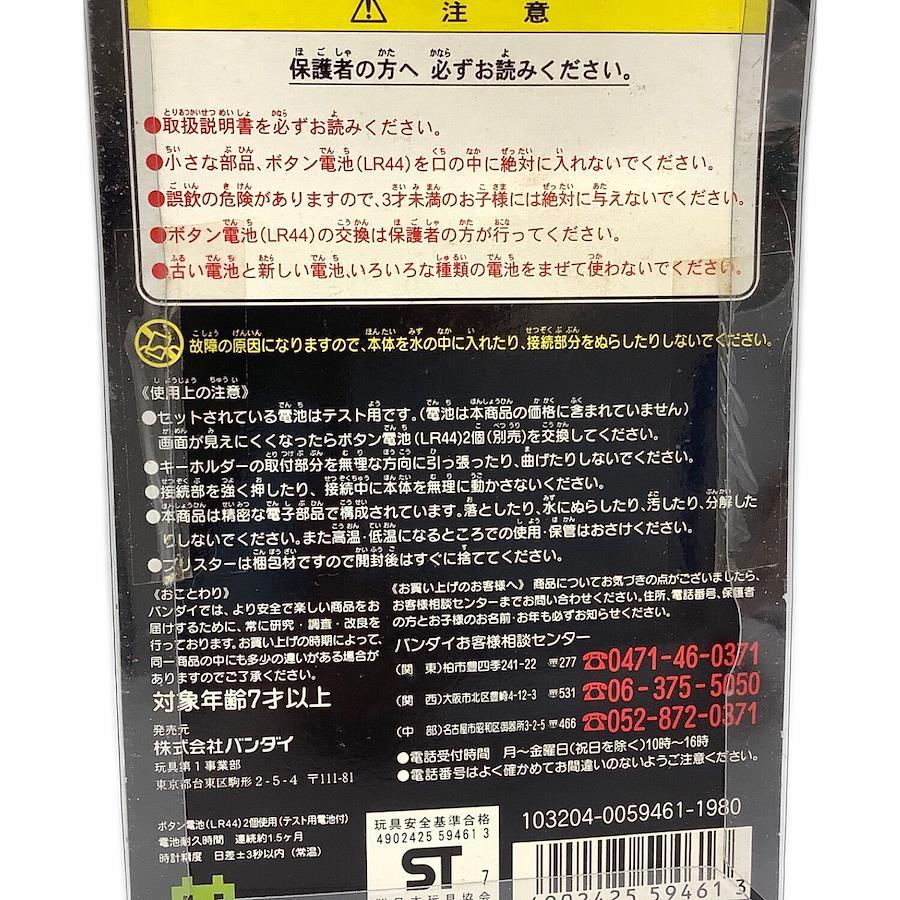 注意
保護者の方へ 必ずお読みください。
●取扱説明書を必ずお読みください。
●小さな部品、ボタン電池(LR44)を口の中に絶対に入れないでください。
●誤飲の危険がありますので、3才未満のお子様には絶対に与えないでください。
●ボタン電池(LR44)の交換は保護者の方が行ってください。
●古い電池と新しい電池、いろいろな種類の電池をまぜて使わないでください。
故障の原因になりますので、本体を水の中に入れたり、接続部分をぬらしたりしないでください。
《使用上の注意》
●セットされている電池はテスト用です。(電池は本商品の価格に含まれていません)
画面が見えにくくなったらボタン電池(LR44)2個(別売)を交換してください。
●キーホルダーの取付部分を無理な方向に引っ張ったり、曲げたりしないでください。
●接続部を強く押したり、接続中に本体を無理に動かさないください。
●本商品は精密な電子部品で構成されています。落としたり、水にぬらしたり、汚したり、分解した
りしないでください。また高温・低温になるところでの使用・保管はおさけください。
●ブリスターは梱包材ですので開封後はすぐに捨ててください。
《おことわり》
バンダイでは、より安全で楽しい商品をお
届けするために、常に研究・調査・改良を
行っております。お買い上げの時期によって、
同一商品の中にも多少の違いがある場合が
ありますのでご了承ください。
対象年齢7才以上
発売元
株式会社バンダイ
玩具第1事業部
東京都台東区駒形2-5-4 〒111-81
《お買い上げのお客様へ》 商品についてお気づきの点がございましたら、
お客様相談センターまでお問い合わせください。住所、電話番号、保護者
の方とお子様のお名前・お年も必ずお知らせください。
バンダイお客様相談センター
(関 東)柏市豊四季241-22 〒277 ☎0471-46-0371
(関 西)大阪市北区豊崎4-12-3 〒531 ☎06-375-5050
(中 部)名古屋市昭和区御器所3-2-5 〒466 ☎052-872-0371
●電話受付時間 月〜金曜日(祝日を除く)10時〜16時
●電話番号はよく確かめてお間違いのないようご注意ください。
ボタン電池(LR44)2個使用(テスト用電池付)
電池耐久時間 連続約1.5ヶ月
時計精度 日差±3秒以内(常温)
玩具安全基準合格
4902425 59461 3
ST 7
日本玩具協会
103204-0059461-1980
4902425 59461 3